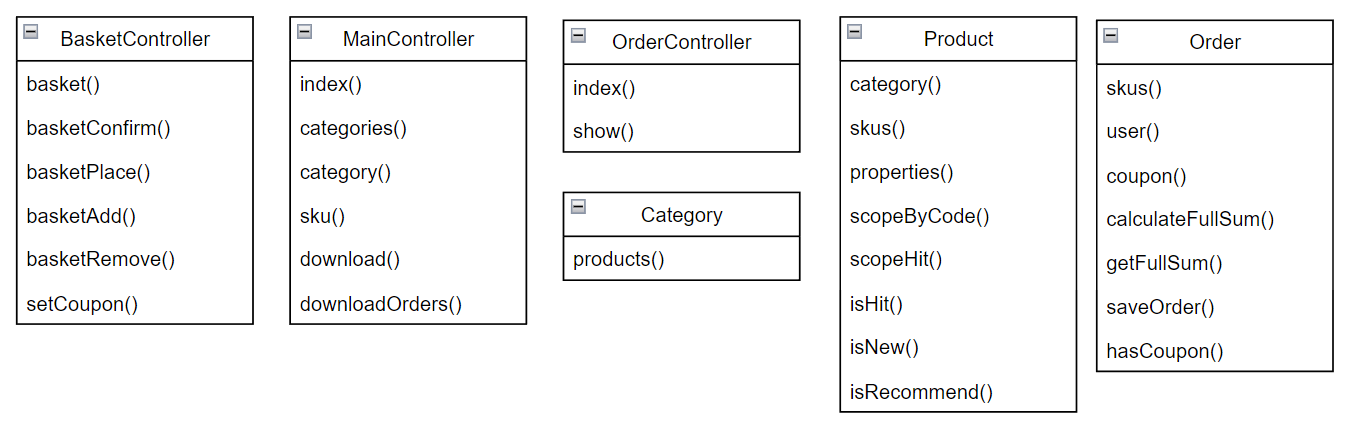 BasketController
basket()
basketConfirm()
basketPlace()
basketAdd()
basketRemove()
setCoupon()
MainController
index()
categories()
category()
sku()
download()
downloadOrders()
OrderController
index()
show()
Category
products()
Product
category()
skus()
properties()
scopeByCode()
scopeHit()
isHit()
isNew()
isRecommend()
Order
skus()
user()
coupon()
calculateFullSum()
getFullSum()
saveOrder()
hasCoupon()